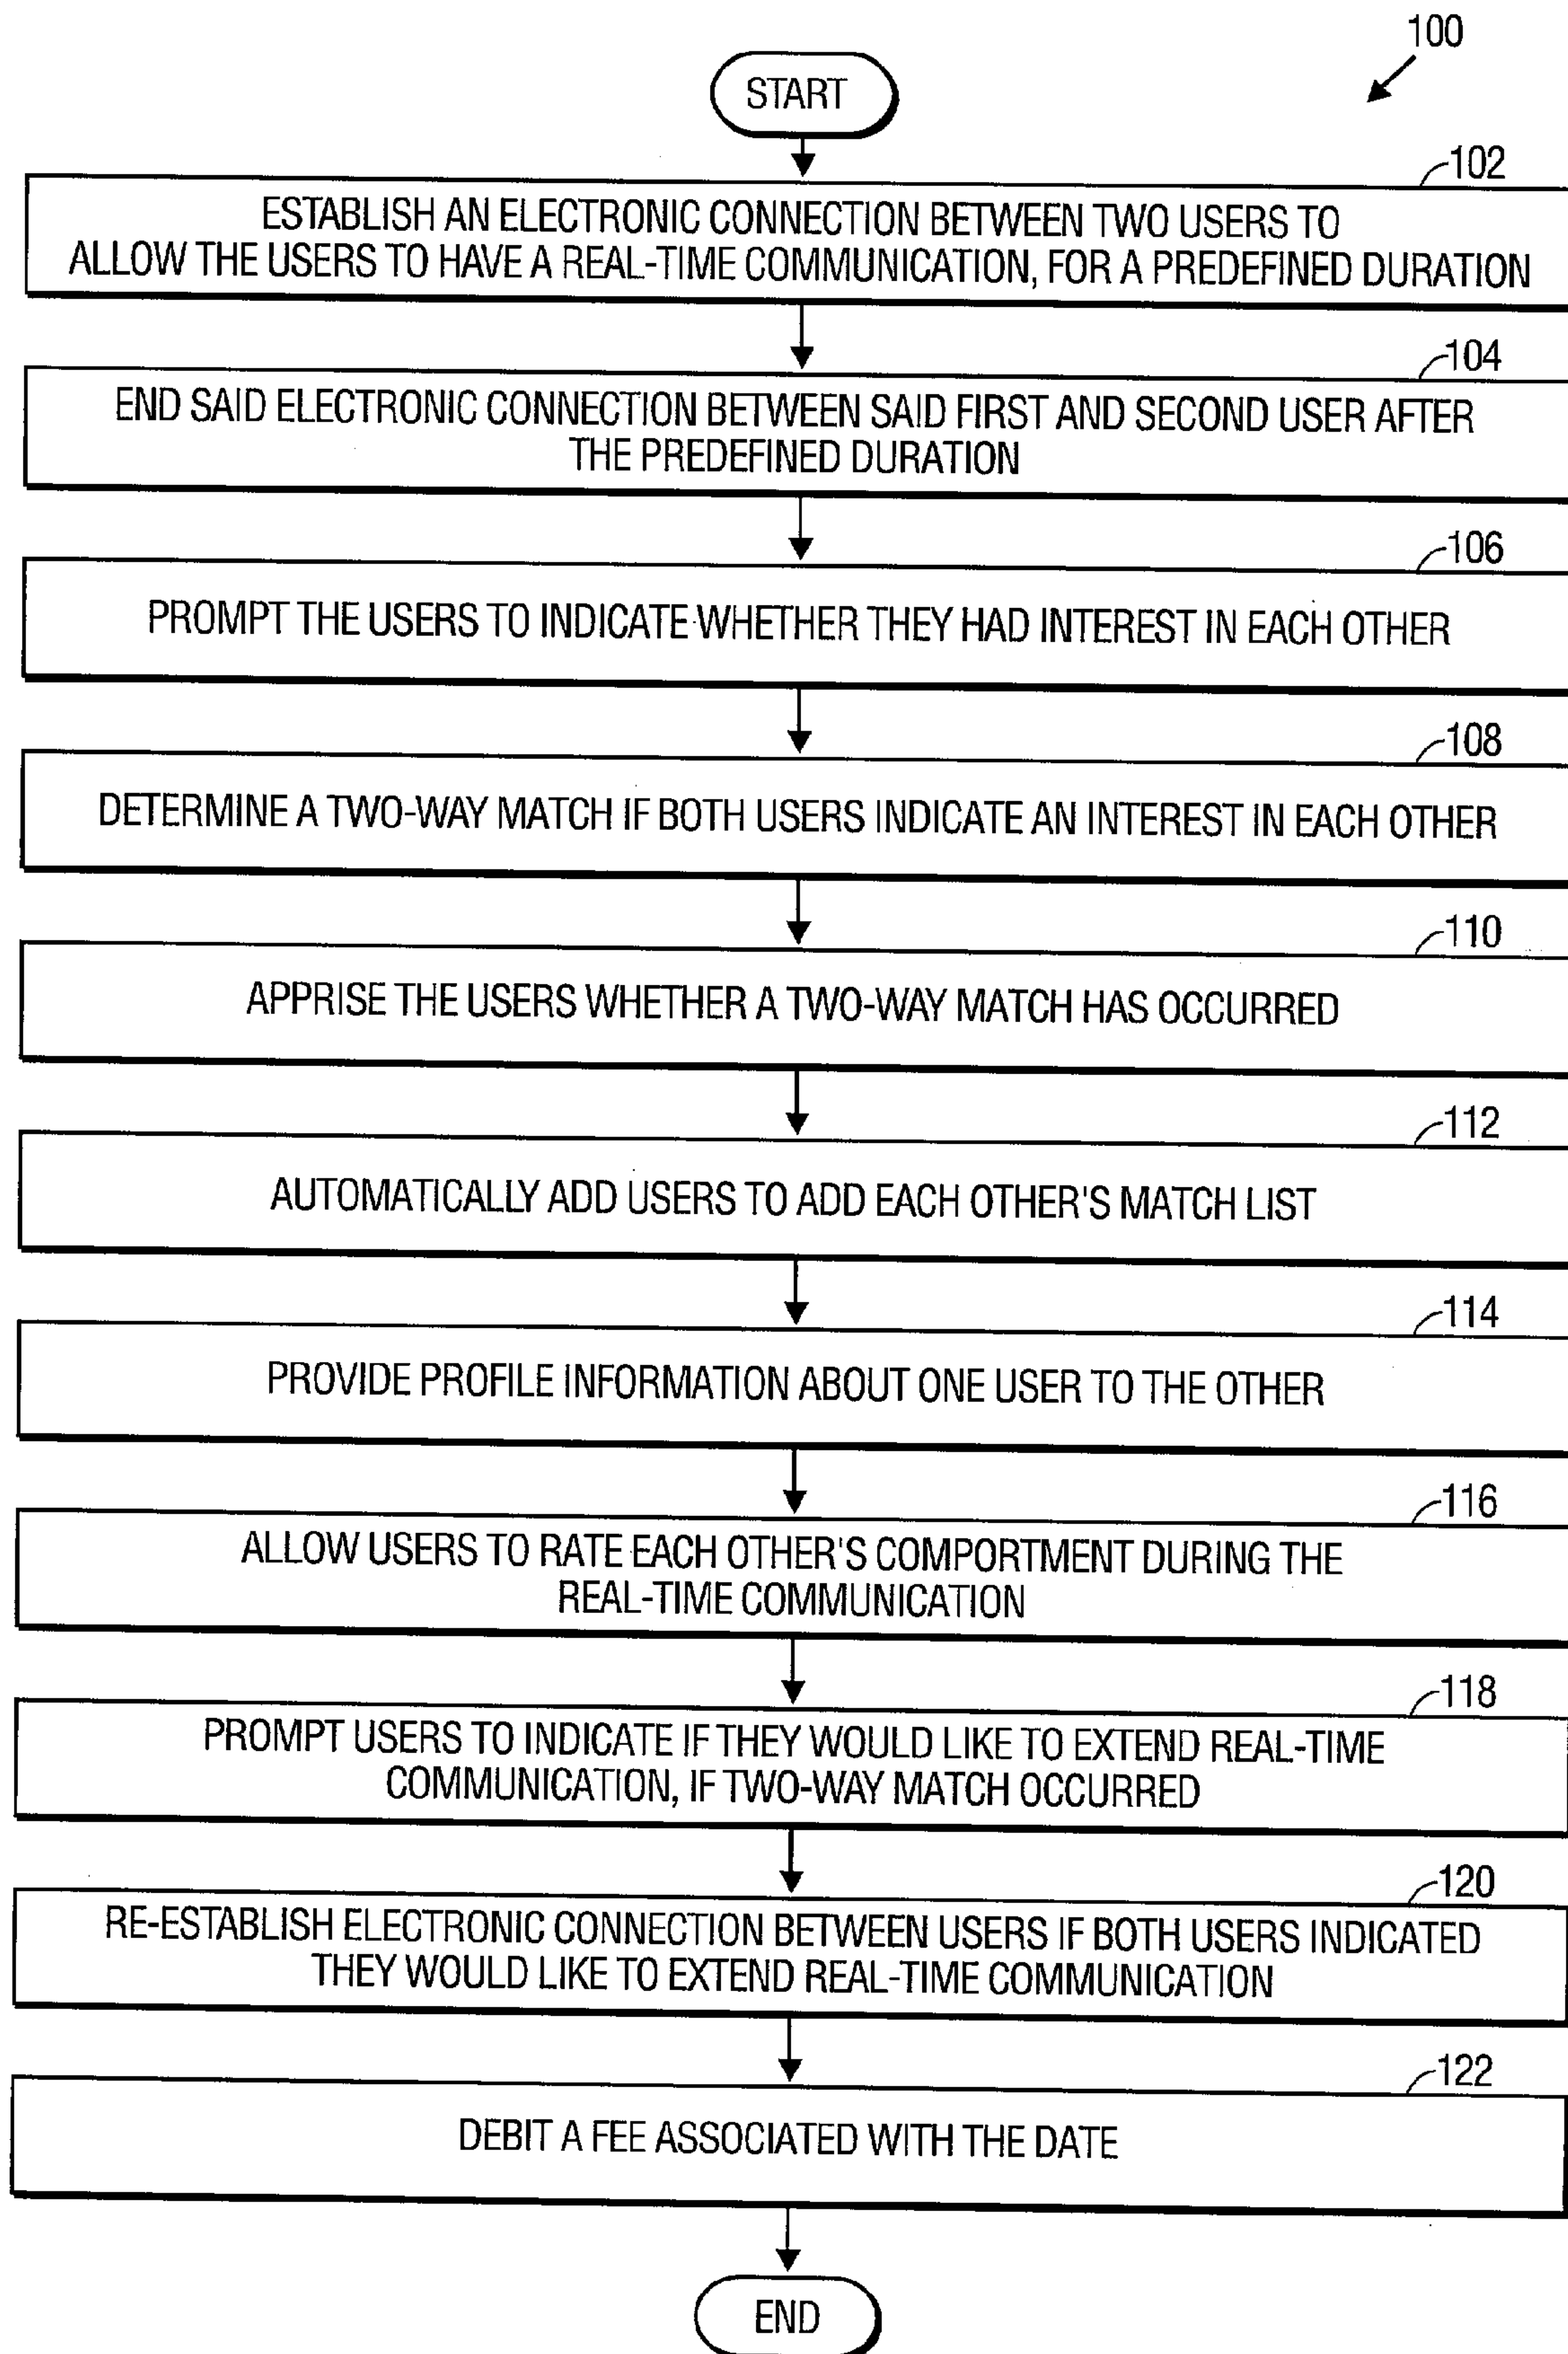 100
START
102
ESTABLISH AN ELECTRONIC CONNECTION BETWEEN TWO USERS TO
ALLOW THE USERS TO HAVE A REAL-TIME COMMUNICATION, FOR A PREDEFINED DURATION
104
END SAID ELECTRONIC CONNECTION BETWEEN SAID FIRST AND SECOND USER AFTER
THE PREDEFINED DURATION
106
PROMPT THE USERS TO INDICATE WHETHER THEY HAD INTEREST IN EACH OTHER
108
DETERMINE A TWO-WAY MATCH IF BOTH USERS INDICATE AN INTEREST IN EACH OTHER
110
APPRISE THE USERS WHETHER A TWO-WAY MATCH HAS OCCURRED
112
AUTOMATICALLY ADD USERS TO ADD EACH OTHER'S MATCH LIST
114
PROVIDE PROFILE INFORMATION ABOUT ONE USER TO THE OTHER
116
ALLOW USERS TO RATE EACH OTHER'S COMPORTMENT DURING THE
REAL-TIME COMMUNICATION
118
PROMPT USERS TO INDICATE IF THEY WOULD LIKE TO EXTEND REAL-TIME
COMMUNICATION, IF TWO-WAY MATCH OCCURRED
120
RE-ESTABLISH ELECTRONIC CONNECTION BETWEEN USERS IF BOTH USERS INDICATED
THEY WOULD LIKE TO EXTEND REAL-TIME COMMUNICATION
122
DEBIT A FEE ASSOCIATED WITH THE DATE
END